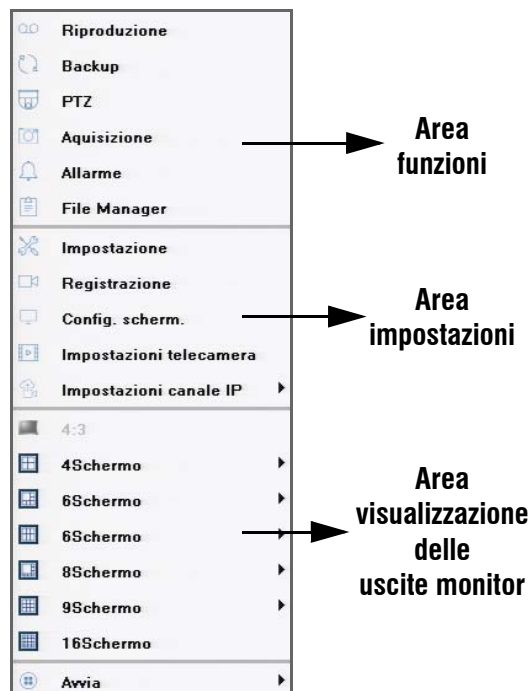 Riproduzione
Backup
PTZ
Aquisizione
Allarme
File Manager
Area
funzioni
Impostazione
Registrazione
Config. scherm.
Impostazioni telecamera
Impostazioni canale IP
Area
impostazioni
4:3
4Schermo
6Schermo
6Schermo
8Schermo
9Schermo
16Schermo
Avvia
Area
visualizzazione
delle
uscite monitor